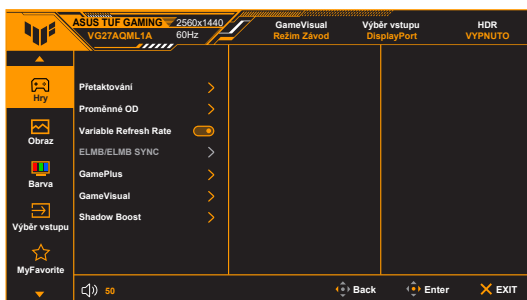 ASUS TUF GAMING 2560x1440 GameVisual Výběr vstupu HDR
VG27AQML1A 60Hz Režim Závod DisplayPort VYPNUTO
Hry
Přetaktování
Proměnné OD
Obraz
Variable Refresh Rate
ELMB/ELMB SYNC
GamePlus
Barva
GameVisual
Shadow Boost
Výběr vstupu
MyFavorite
50 Back Enter EXIT